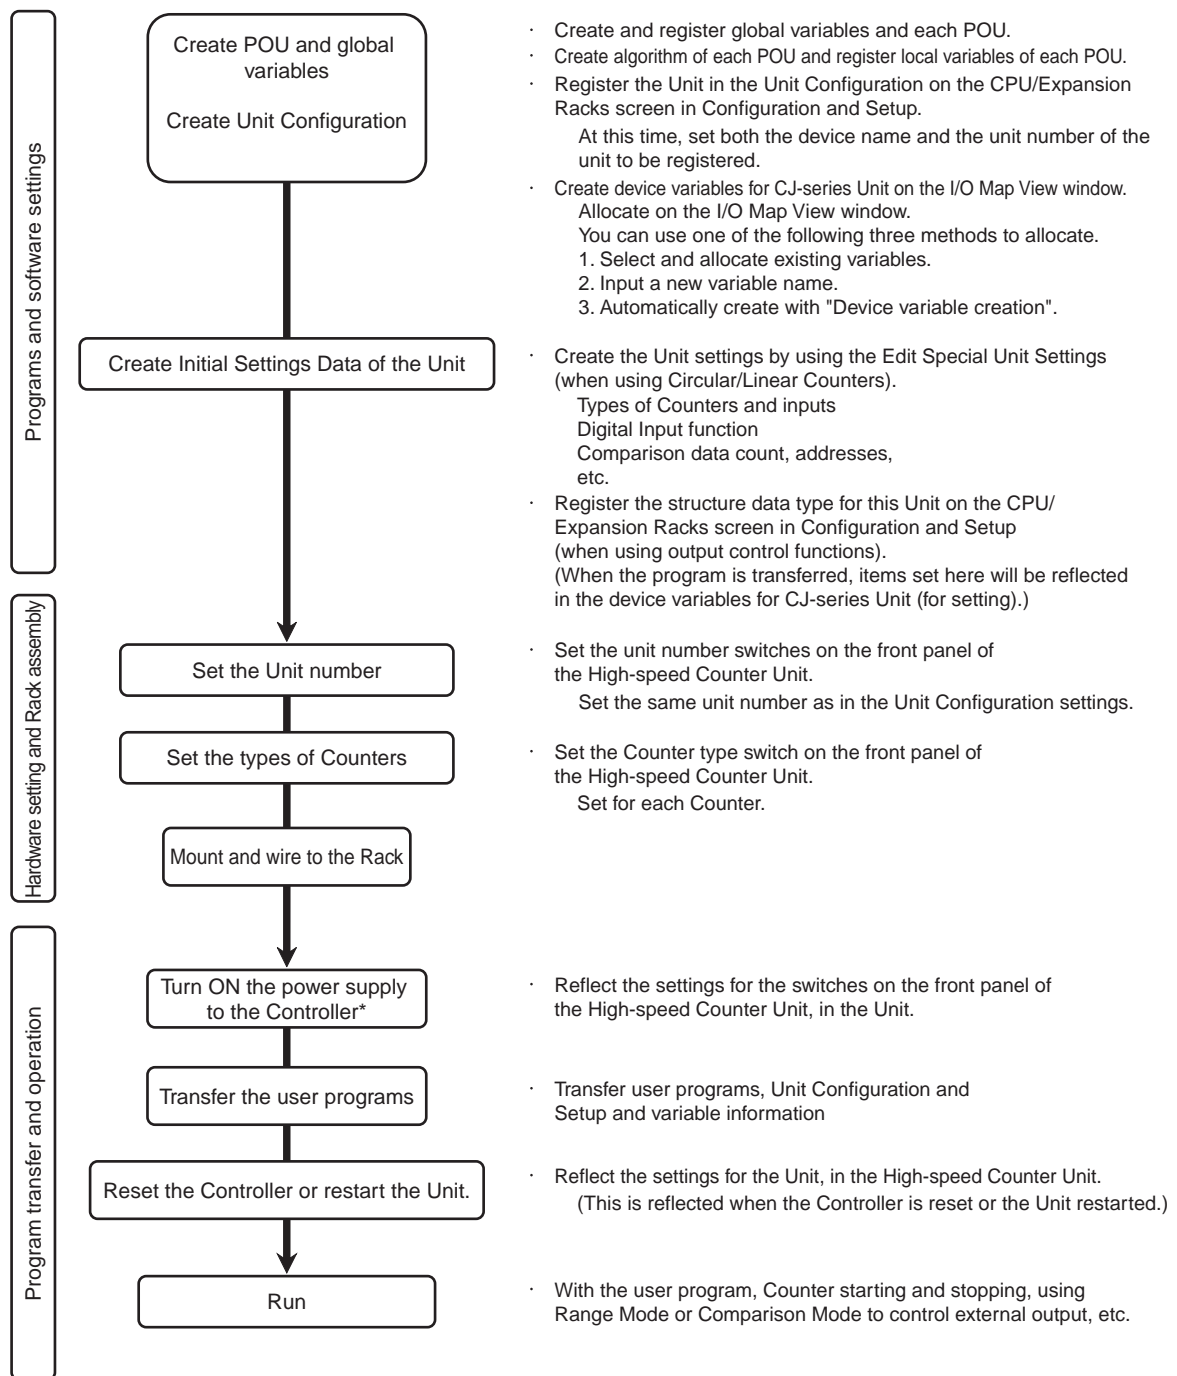 Programs and software settings
Create POU and global
variables
Create Unit Configuration
· Create and register global variables and each POU.
· Create algorithm of each POU and register local variables of each POU.
· Register the Unit in the Unit Configuration on the CPU/Expansion
Racks screen in Configuration and Setup.
At this time, set both the device name and the unit number of the
unit to be registered.
· Create device variables for CJ-series Unit on the I/O Map View window.
Allocate on the I/O Map View window.
You can use one of the following three methods to allocate.
1. Select and allocate existing variables.
2. Input a new variable name.
3. Automatically create with "Device variable creation".
Create Initial Settings Data of the Unit
· Create the Unit settings by using the Edit Special Unit Settings
(when using Circular/Linear Counters).
Types of Counters and inputs
Digital Input function
Comparison data count, addresses,
etc.
· Register the structure data type for this Unit on the CPU/
Expansion Racks screen in Configuration and Setup
(when using output control functions).
(When the program is transferred, items set here will be reflected
in the device variables for CJ-series Unit (for setting).)
Hardware setting and Rack assembly
Set the Unit number
· Set the unit number switches on the front panel of
the High-speed Counter Unit.
Set the same unit number as in the Unit Configuration settings.
Set the types of Counters
· Set the Counter type switch on the front panel of
the High-speed Counter Unit.
Set for each Counter.
Mount and wire to the Rack
Program transfer and operation
Turn ON the power supply
to the Controller*
· Reflect the settings for the switches on the front panel of
the High-speed Counter Unit, in the Unit.
Transfer the user programs
· Transfer user programs, Unit Configuration and
Setup and variable information
Reset the Controller or restart the Unit.
· Reflect the settings for the Unit, in the High-speed Counter Unit.
(This is reflected when the Controller is reset or the Unit restarted.)
Run
· With the user program, Counter starting and stopping, using
Range Mode or Comparison Mode to control external output, etc.